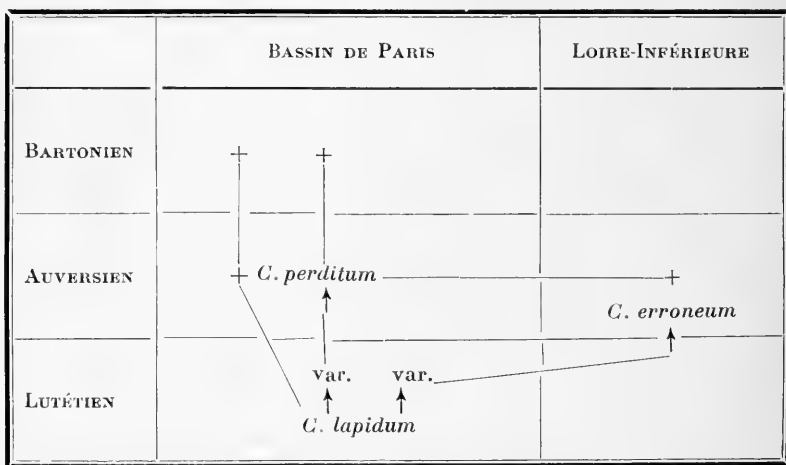 BASSIN DE PARIS LOIRE-INFÉRIEURE
BARTONIEN + +
AUVERSIEN + C. perditum +
C. erroneum
var. var.
LUTÉTIEN
C. lapidum